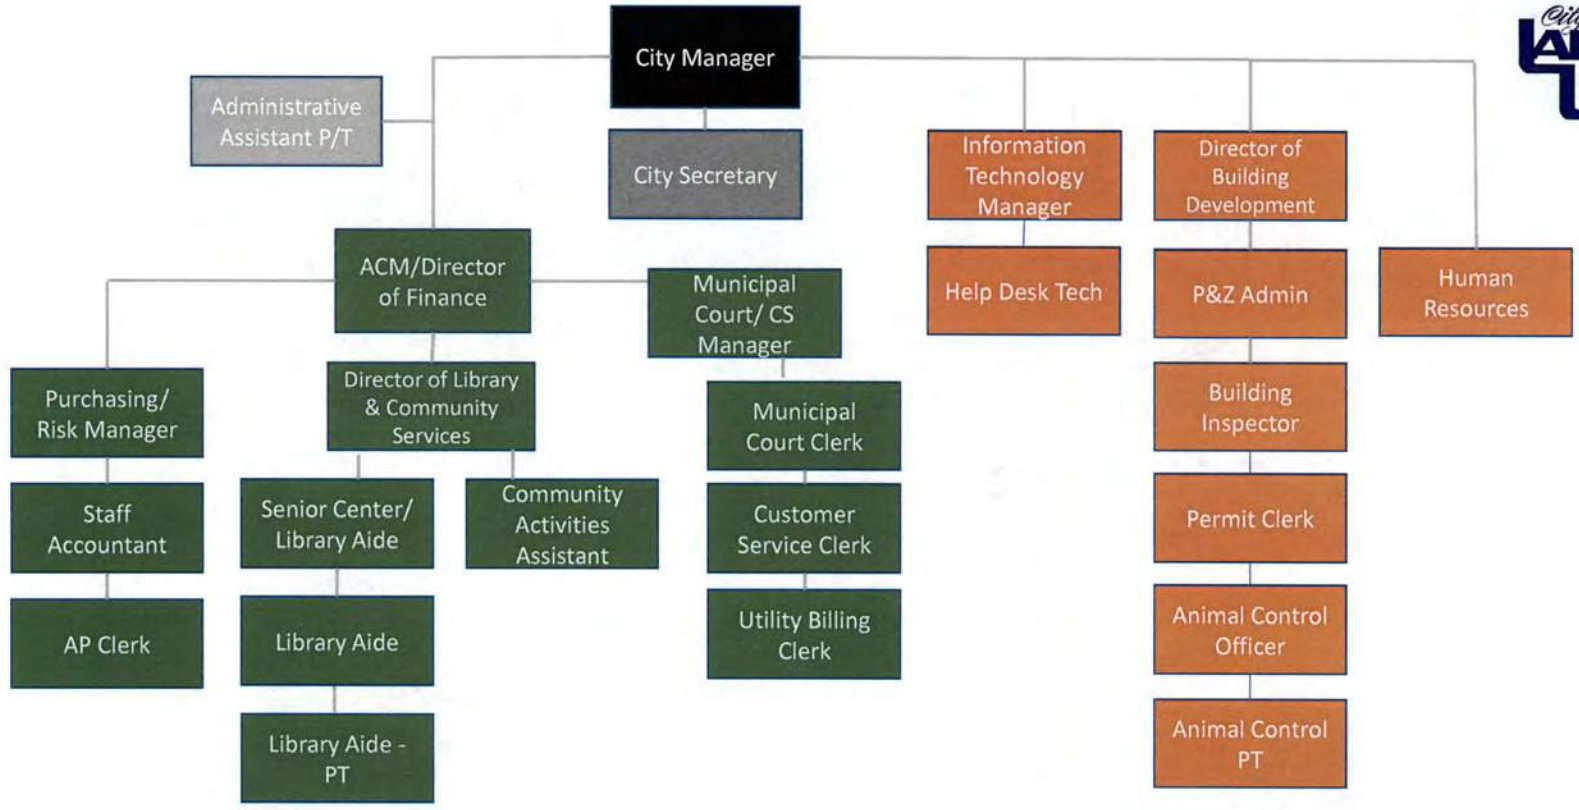 City Manager
City
Administrative
Assistant P/T
City Secretary
Information
Technology
Manager
Director of
Building
Development
ACM/Director
of Finance
Municipal
Court/ CS
Manager
Help Desk Tech
P&Z Admin
Human
Resources
Purchasing/
Risk Manager
Director of Library
& Community
Services
Municipal
Court Clerk
Building
Inspector
Staff
Accountant
Senior Center/
Library Aide
Community
Activities
Assistant
Customer
Service Clerk
Permit Clerk
AP Clerk
Library Aide
Utility Billing
Clerk
Animal Control
Officer
Library Aide -
PT
Animal Control
PT